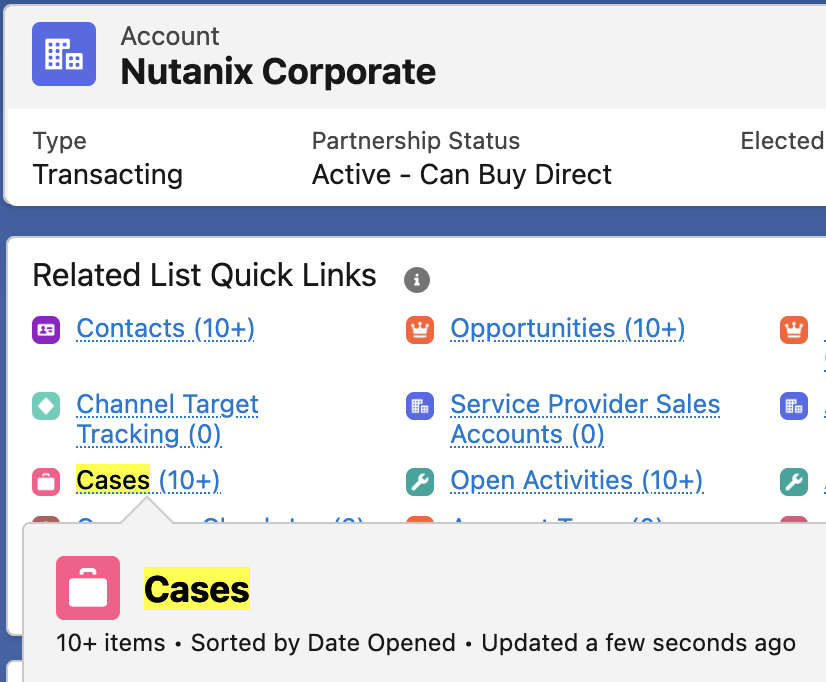 Account
Nutanix Corporate
Type Partnership Status Elected
Transacting Active - Can Buy Direct
Related List Quick Links
Contacts (10+) Opportunities (10+)
Channel Target Service Provider Sales
Tracking (0) Accounts (0)
Cases (10+) Open Activities (10+)
Cases
10+ items • Sorted by Date Opened • Updated a few seconds ago